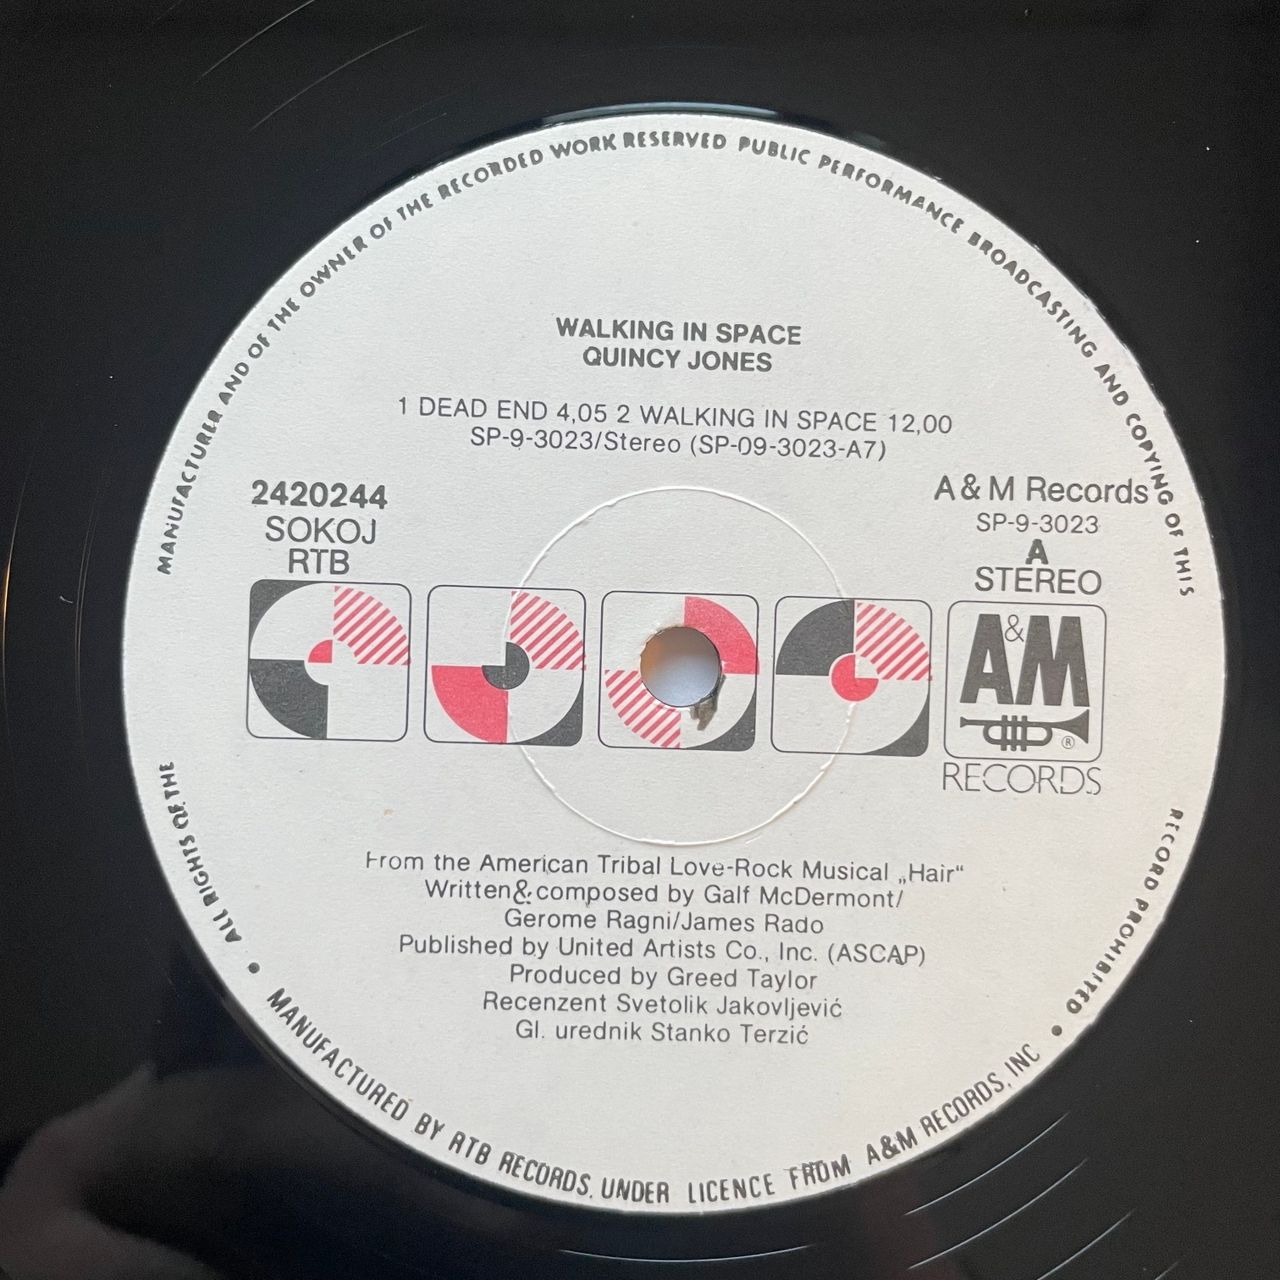 MANUFACTURER AND OF THE OWNER OF THE RECORDED WORK RESERVED PUBLIC PERFORMANCE BROADCASTING AND COPYING OF THIS
WALKING IN SPACE
QUINCY JONES
1 DEAD END 4,05 2 WALKING IN SPACE 12,00
SP-9-3023/Stereo (SP-09-3023-A7)
2420244
SOKOJ
RTB
A & M Records
SP-9-3023
A
STEREO
A&M
®
RECORDS
From the American Tribal Love-Rock Musical „Hair“
Written & composed by Galf McDermont/
Gerome Ragni/James Rado
Published by United Artists Co., Inc. (ASCAP)
Produced by Greed Taylor
Recenzent Svetolik Jakovljević
Gl. urednik Stanko Terzić
RECORD PROHIBITED •
ALL RIGHTS OF THE
• MANUFACTURED BY RTB RECORDS. UNDER LICENCE FROM A&M RECORDS, INC